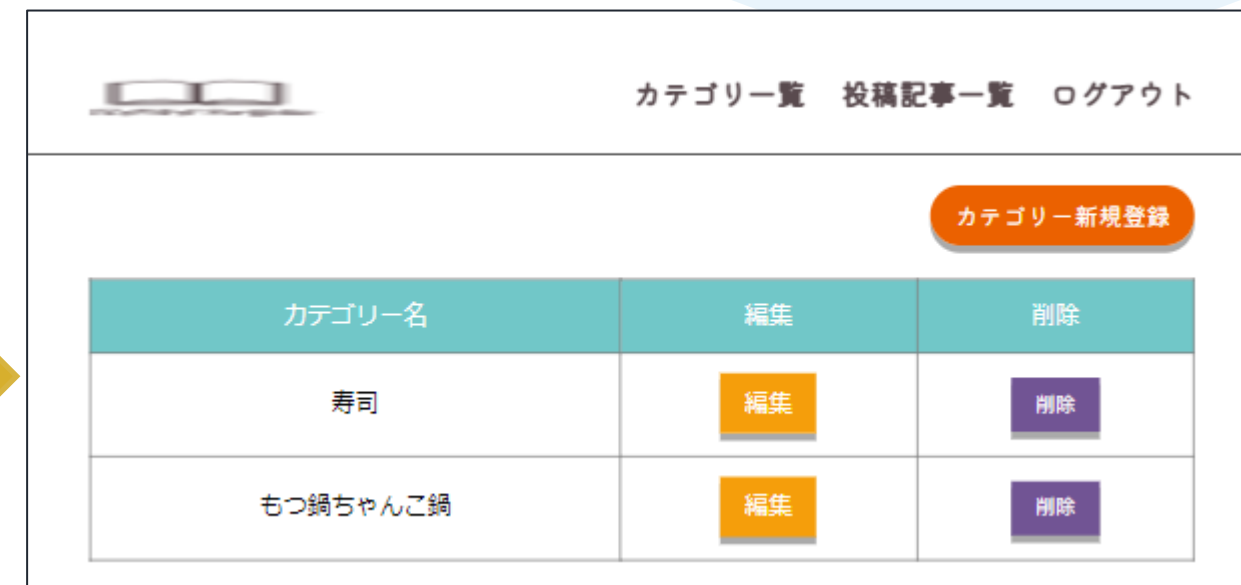 カテゴリー覧 投稿記事一覧 ログアウト
カテゴリー新規登録
カテゴリー名 編集 削除
寿司 編集 削除
もつ鍋ちゃんこ鍋 編集 削除